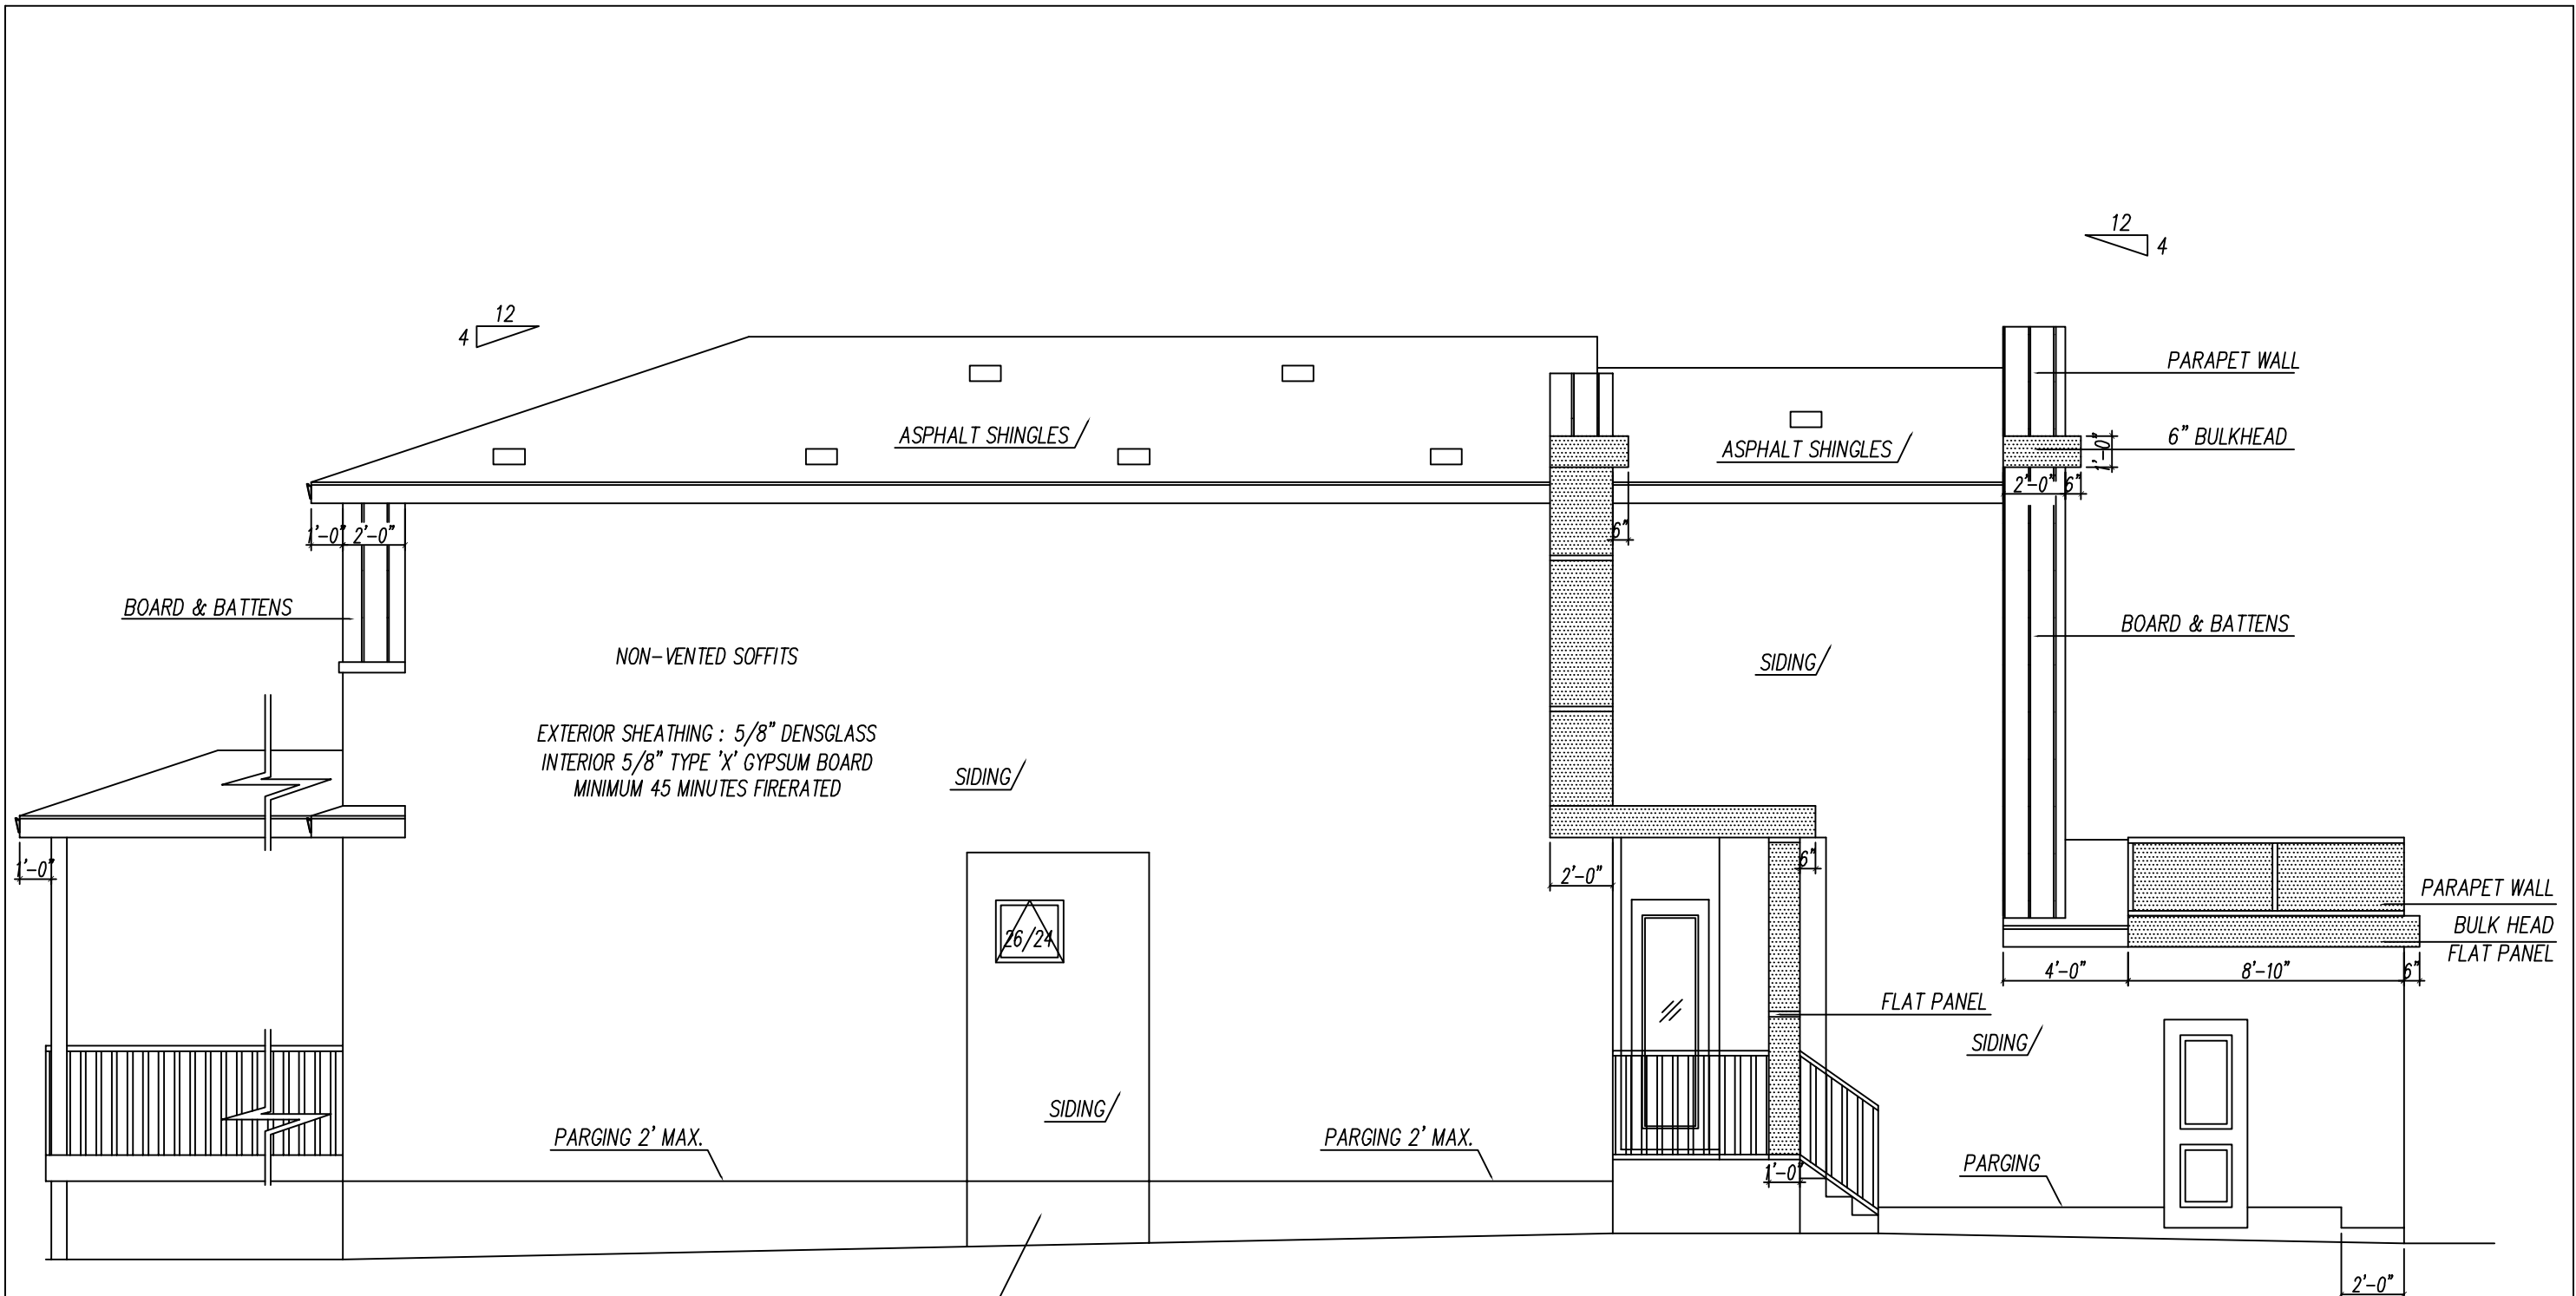 12
4
12
4
PARAPET WALL
ASPHALT SHINGLES
ASPHALT SHINGLES
6" BULKHEAD
1'-0"
2'-0"
6"
1'-0"
2'-0"
6"
BOARD & BATTENS
BOARD & BATTENS
NON-VENTED SOFFITS
SIDING
EXTERIOR SHEATHING : 5/8" DENSGLASS
INTERIOR 5/8" TYPE 'X' GYPSUM BOARD
MINIMUM 45 MINUTES FIRERATED
SIDING
1'-0"
2'-0"
6"
PARAPET WALL
BULK HEAD
FLAT PANEL
26/24
4'-0"
8'-10"
6"
FLAT PANEL
SIDING
SIDING
PARGING 2' MAX.
PARGING 2' MAX.
PARGING
1'-0"
2'-0"